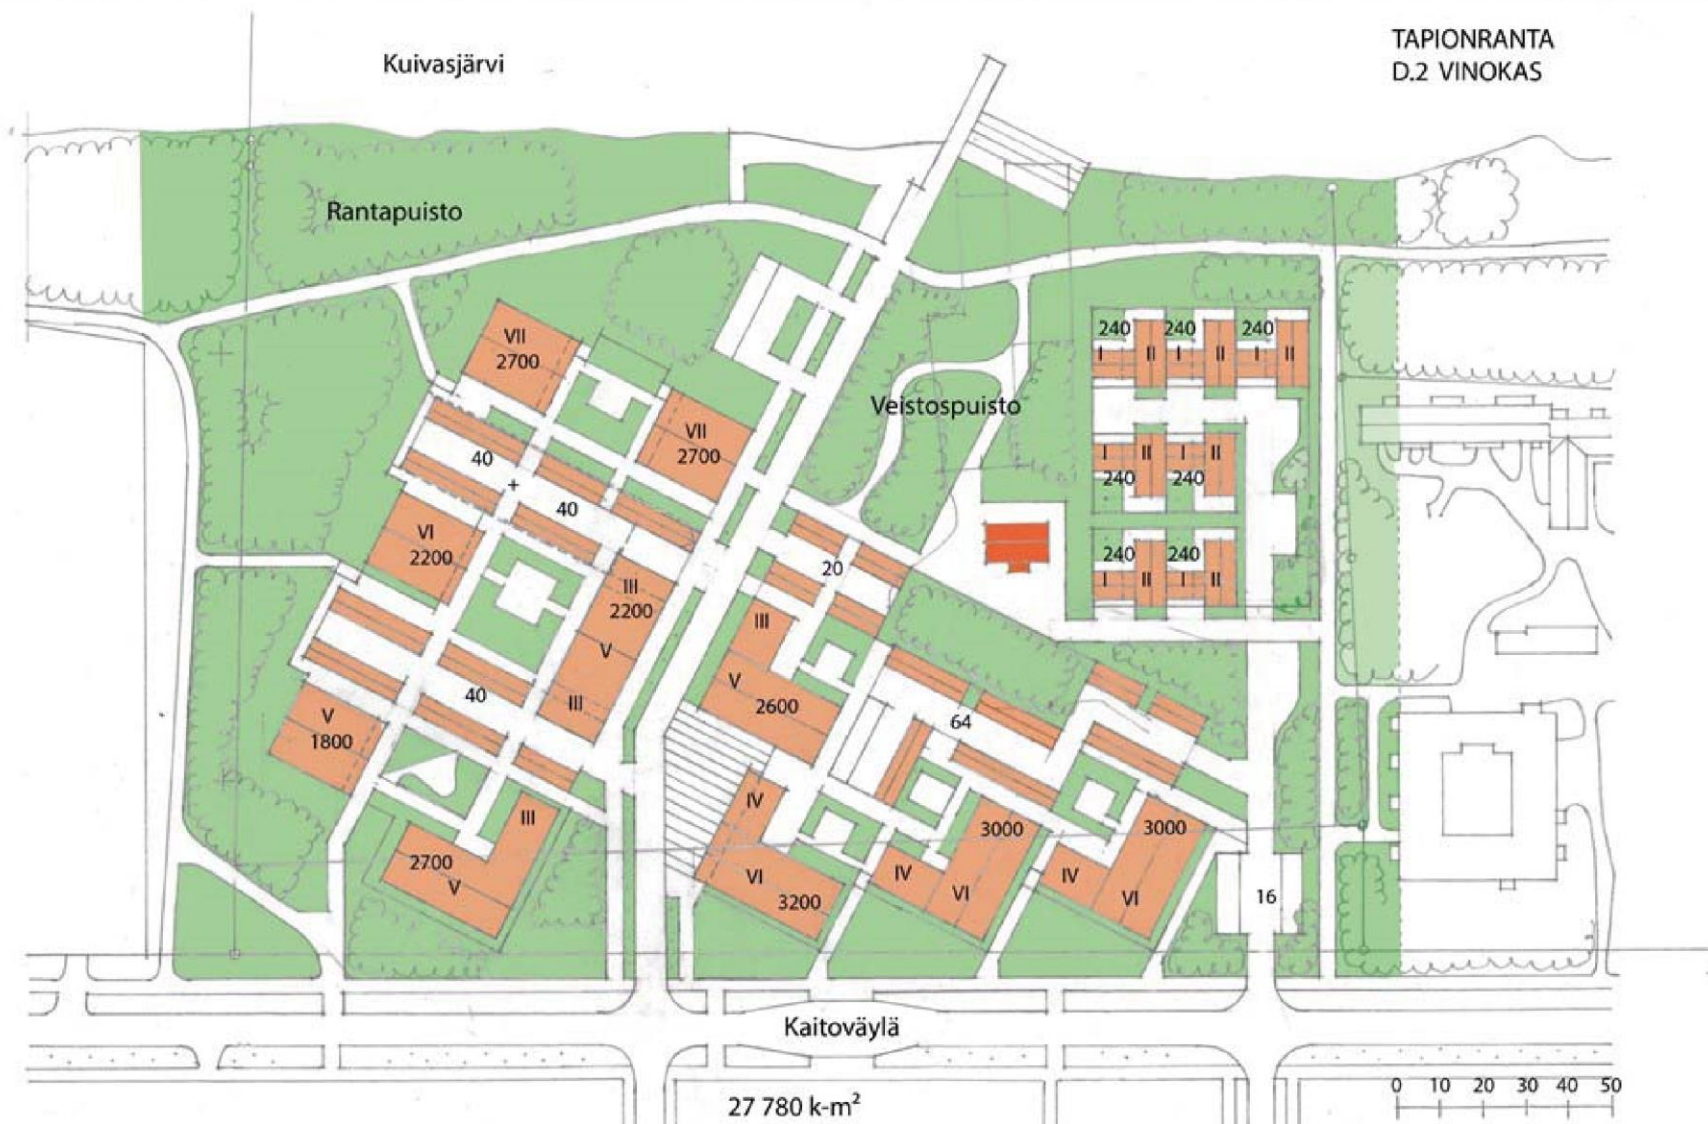 TAPIONRANTA
D.2 VINOKAS
Kuivasjärvi
Rantapuisto
VII
2700
240 240 240
I II I II I II
Veistospuisto
VII
2700
40
I II I II
240 240
40
VI
2200
240 240
I II I II
20
III
2200
V
III
III
V
2600
40
64
V
1800
IV
III
3000
3000
2700
V
IV
VI
IV
VI
VI
3200
16
Kaitoväylä
27 780 k-m²
0 10 20 30 40 50